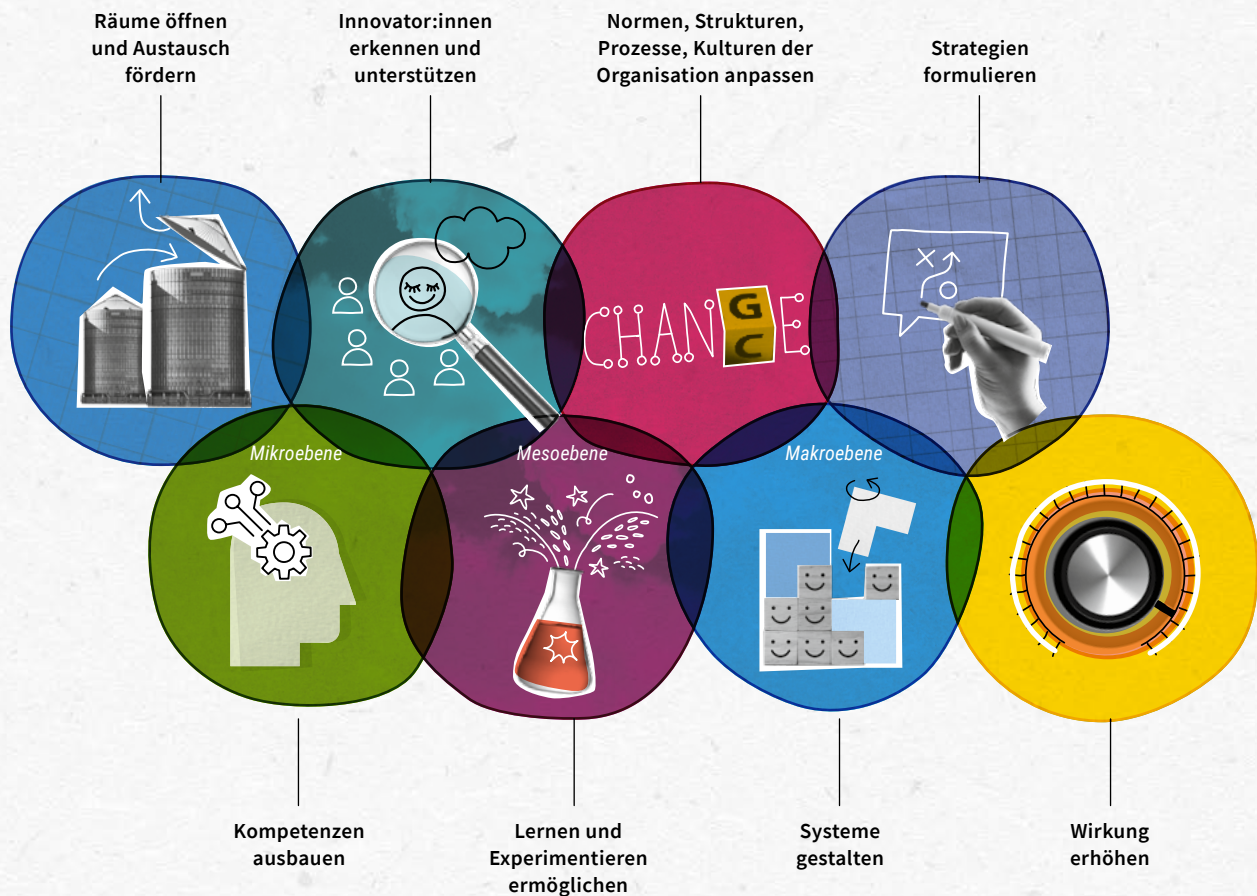 Räume öffnen
und Austausch
fördern
Innovator:innen
erkennen und
unterstützen
Normen, Strukturen,
Prozesse, Kulturen der
Organisation anpassen
Strategien
formulieren
CHANGE
C
Mikroebene
Mesoebene
Makroebene
Kompetenzen
ausbauen
Lernen und
Experimentieren
ermöglichen
Systeme
gestalten
Wirkung
erhöhen